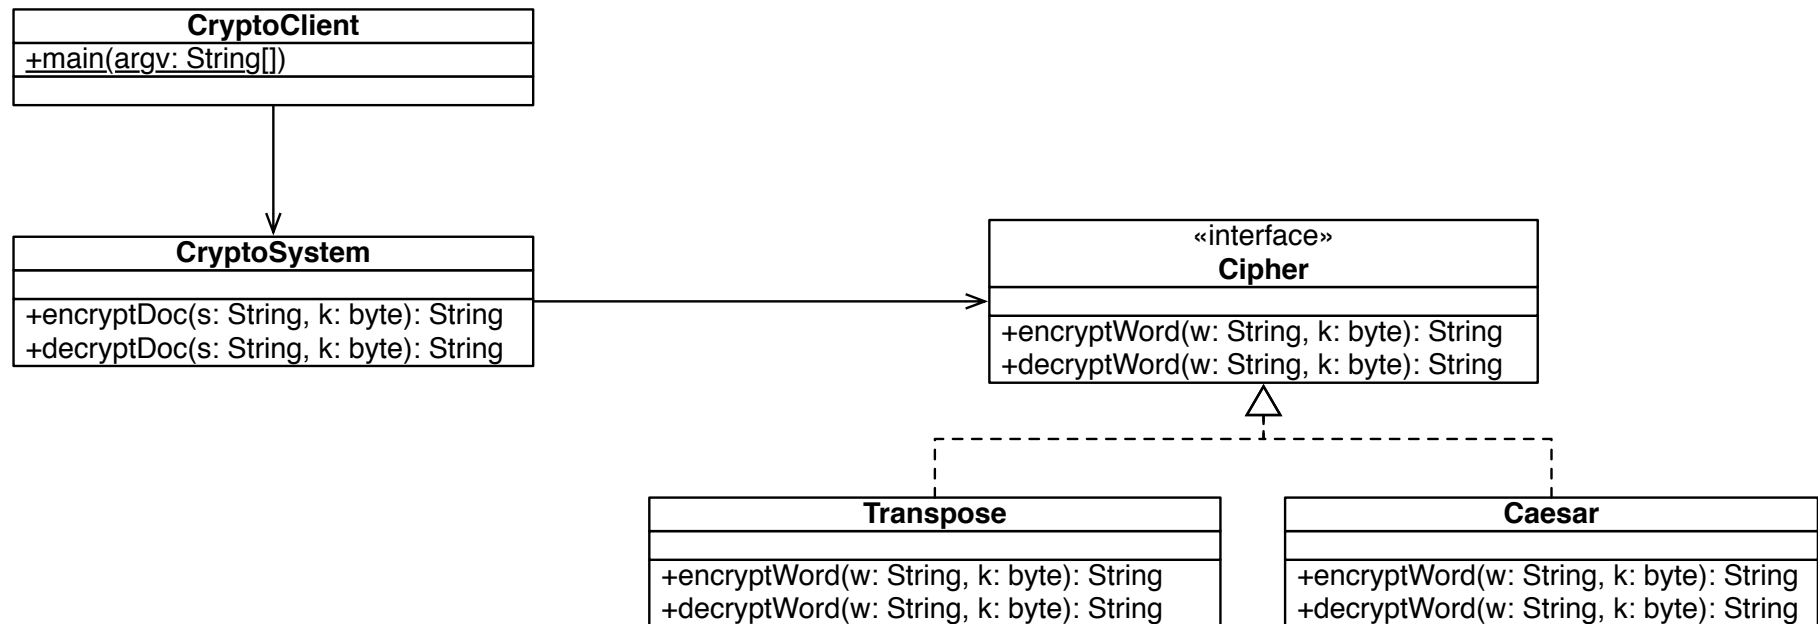 CryptoClient
+main(argv: String[])
CryptoSystem
+encryptDoc(s: String, k: byte): String
+decryptDoc(s: String, k: byte): String
«interface»
Cipher
+encryptWord(w: String, k: byte): String
+decryptWord(w: String, k: byte): String
Transpose
+encryptWord(w: String, k: byte): String
+decryptWord(w: String, k: byte): String
Caesar
+encryptWord(w: String, k: byte): String
+decryptWord(w: String, k: byte): String